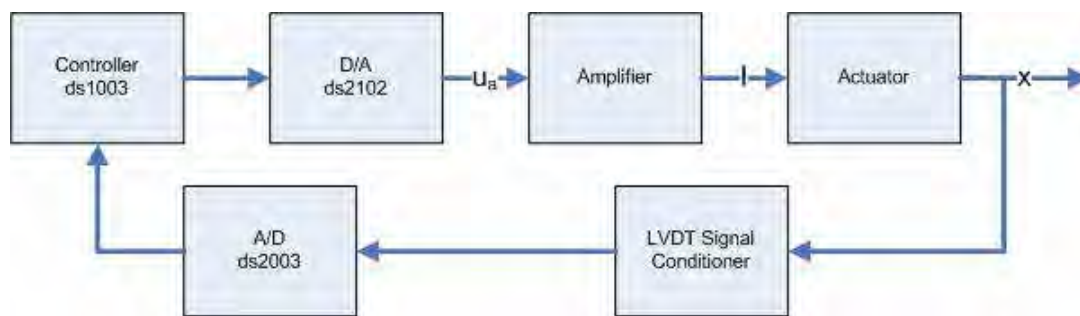 Controller
ds1003
D/A
ds2102
uₐ
Amplifier
I
Actuator
x
A/D
ds2003
LVDT Signal
Conditioner